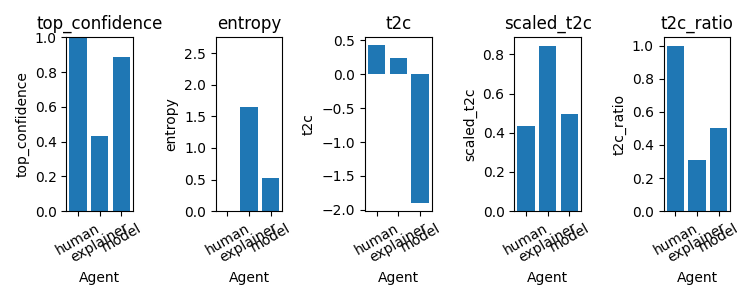 top_confidence
top_confidence
1.0
0.8
0.6
0.4
0.2
0.0
human
explainer
model
Agent
entropy
entropy
2.5
2.0
1.5
1.0
0.5
0.0
human
explainer
model
Agent
t2c
t2c
0.5
0.0
−0.5
−1.0
−1.5
−2.0
human
explainer
model
Agent
scaled_t2c
scaled_t2c
0.8
0.6
0.4
0.2
0.0
human
explainer
model
Agent
t2c_ratio
t2c_ratio
1.0
0.8
0.6
0.4
0.2
0.0
human
explainer
model
Agent